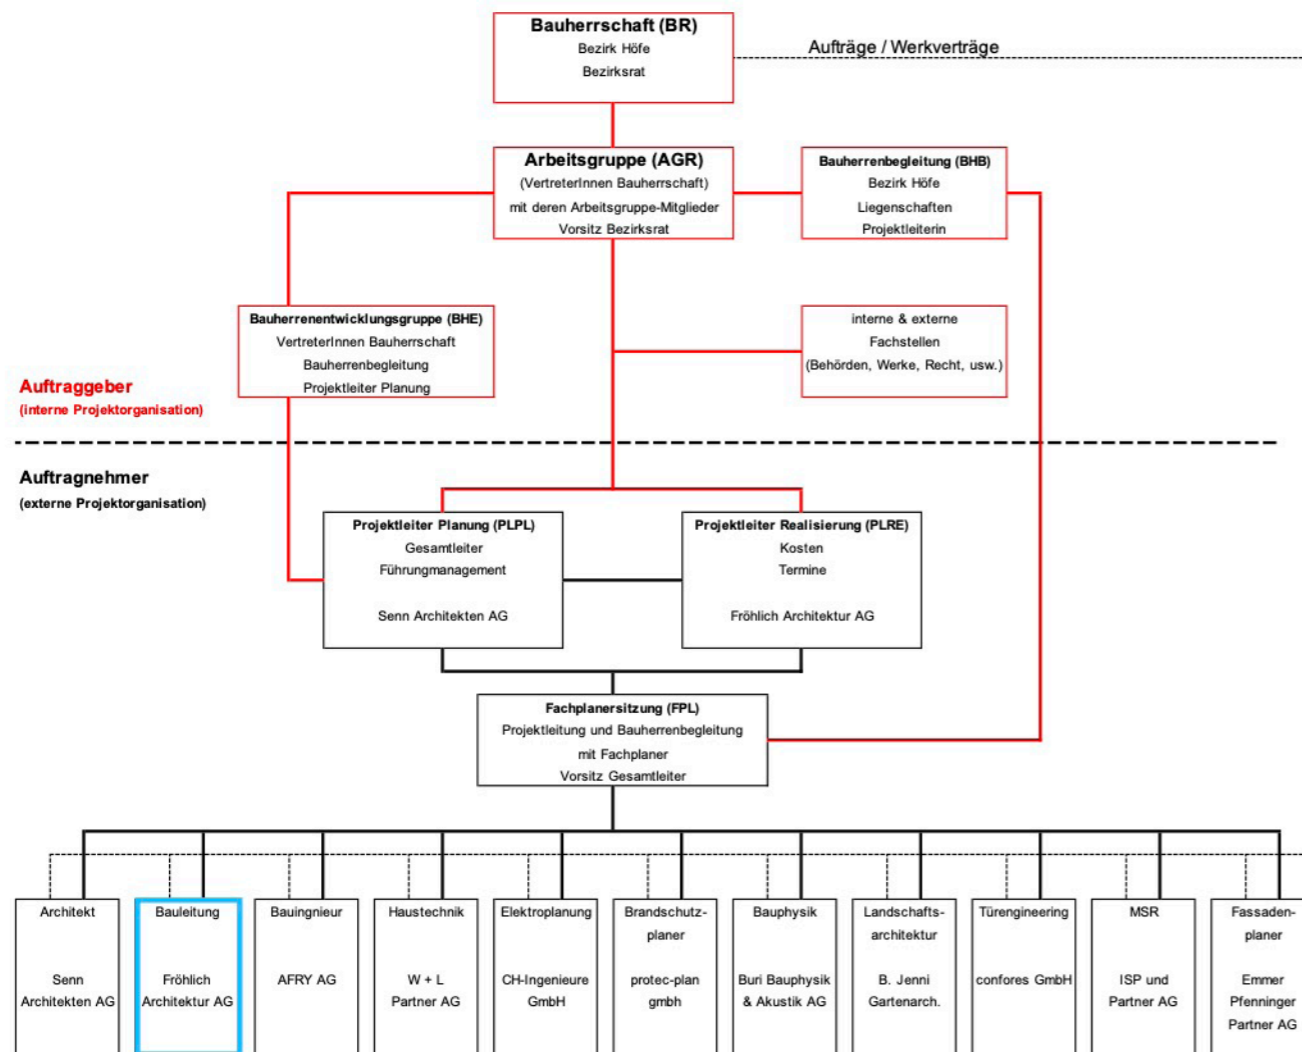 Bauherrschaft (BR)
Bezirk Höfe
Bezirksrat
Aufträge / Werkverträge
Arbeitsgruppe (AGR)
(VertreterInnen Bauherrschaft)
mit deren Arbeitsgruppe-Mitglieder
Vorsitz Bezirksrat
Bauherrenbegleitung (BHB)
Bezirk Höfe
Liegenschaften
Projektleiterin
Bauherrenentwicklungsgruppe (BHE)
VertreterInnen Bauherrschaft
Bauherrenbegleitung
Projektleiter Planung
interne & externe
Fachstellen
(Behörden, Werke, Recht, usw.)
Auftraggeber
(interne Projektorganisation)
Auftragnehmer
(externe Projektorganisation)
Projektleiter Planung (PLPL)
Gesamtleiter
Führungmanagement
Senn Architekten AG
Projektleiter Realisierung (PLRE)
Kosten
Termine
Fröhlich Architektur AG
Fachplanersitzung (FPL)
Projektleitung und Bauherrenbegleitung
mit Fachplaner
Vorsitz Gesamtleiter
Architekt
Senn
Architekten AG
Bauleitung
Fröhlich
Architektur AG
Bauingnieur
AFRY AG
Haustechnik
W + L
Partner AG
Elektroplanung
CH-Ingenieure
GmbH
Brandschutz-
planer
protec-plan
gmbh
Bauphysik
Buri Bauphysik
& Akustik AG
Landschafts-
architektur
B. Jenni
Gartenarch.
Türengineering
confores GmbH
MSR
ISP und
Partner AG
Fassaden-
planer
Emmer
Pfenninger
Partner AG